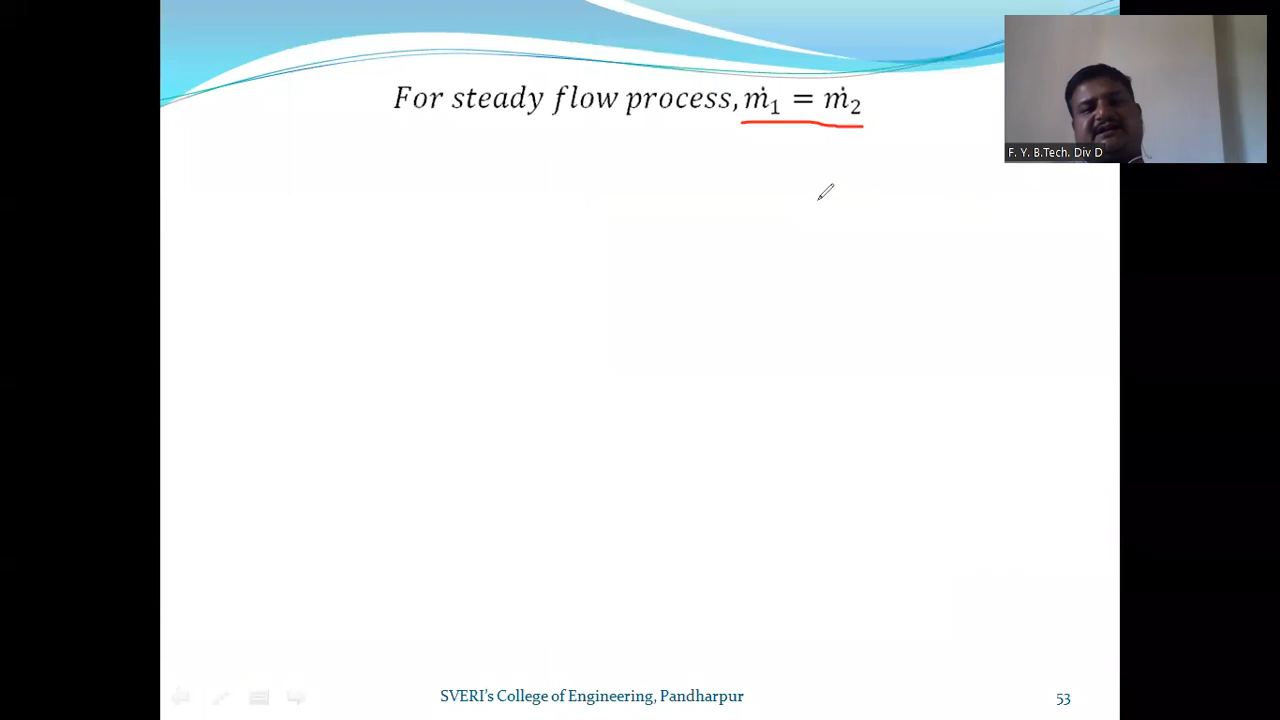 For steady flow process, ṁ₁ = ṁ₂
F. Y. B.Tech. Div D
SVERI's College of Engineering, Pandharpur
53